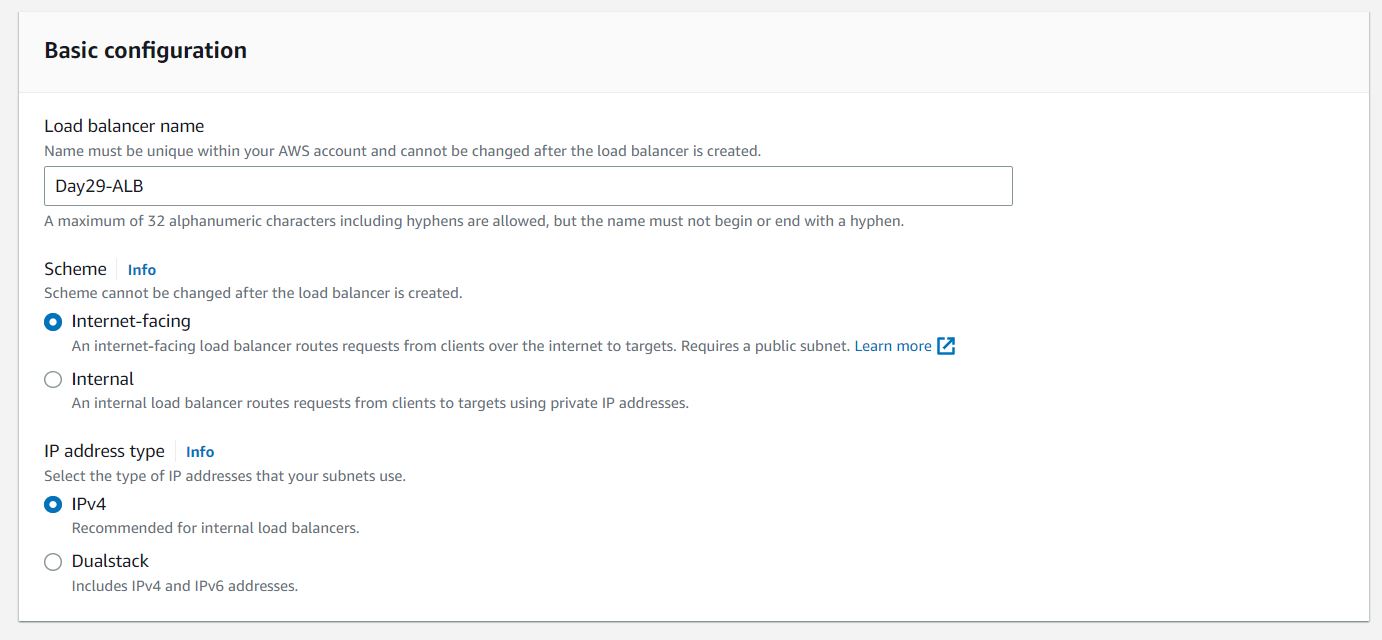 Basic configuration
Load balancer name
Name must be unique within your AWS account and cannot be changed after the load balancer is created.
Day29-ALB
A maximum of 32 alphanumeric characters including hyphens are allowed, but the name must not begin or end with a hyphen.
Scheme Info
Scheme cannot be changed after the load balancer is created.
Internet-facing
An internet-facing load balancer routes requests from clients over the internet to targets. Requires a public subnet. Learn more
Internal
An internal load balancer routes requests from clients to targets using private IP addresses.
IP address type Info
Select the type of IP addresses that your subnets use.
IPv4
Recommended for internal load balancers.
Dualstack
Includes IPv4 and IPv6 addresses.